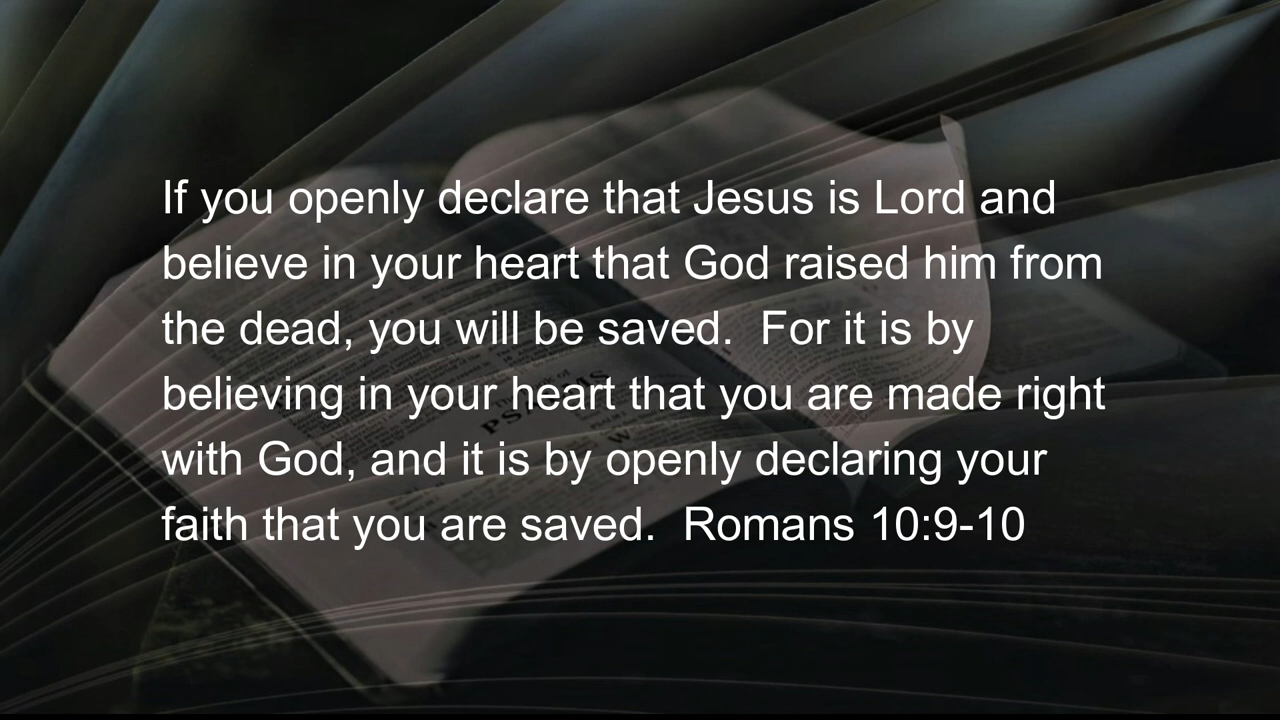 If you openly declare that Jesus is Lord and
believe in your heart that God raised him from
the dead, you will be saved.  For it is by
believing in your heart that you are made right
with God, and it is by openly declaring your
faith that you are saved.  Romans 10:9-10
PSALMS